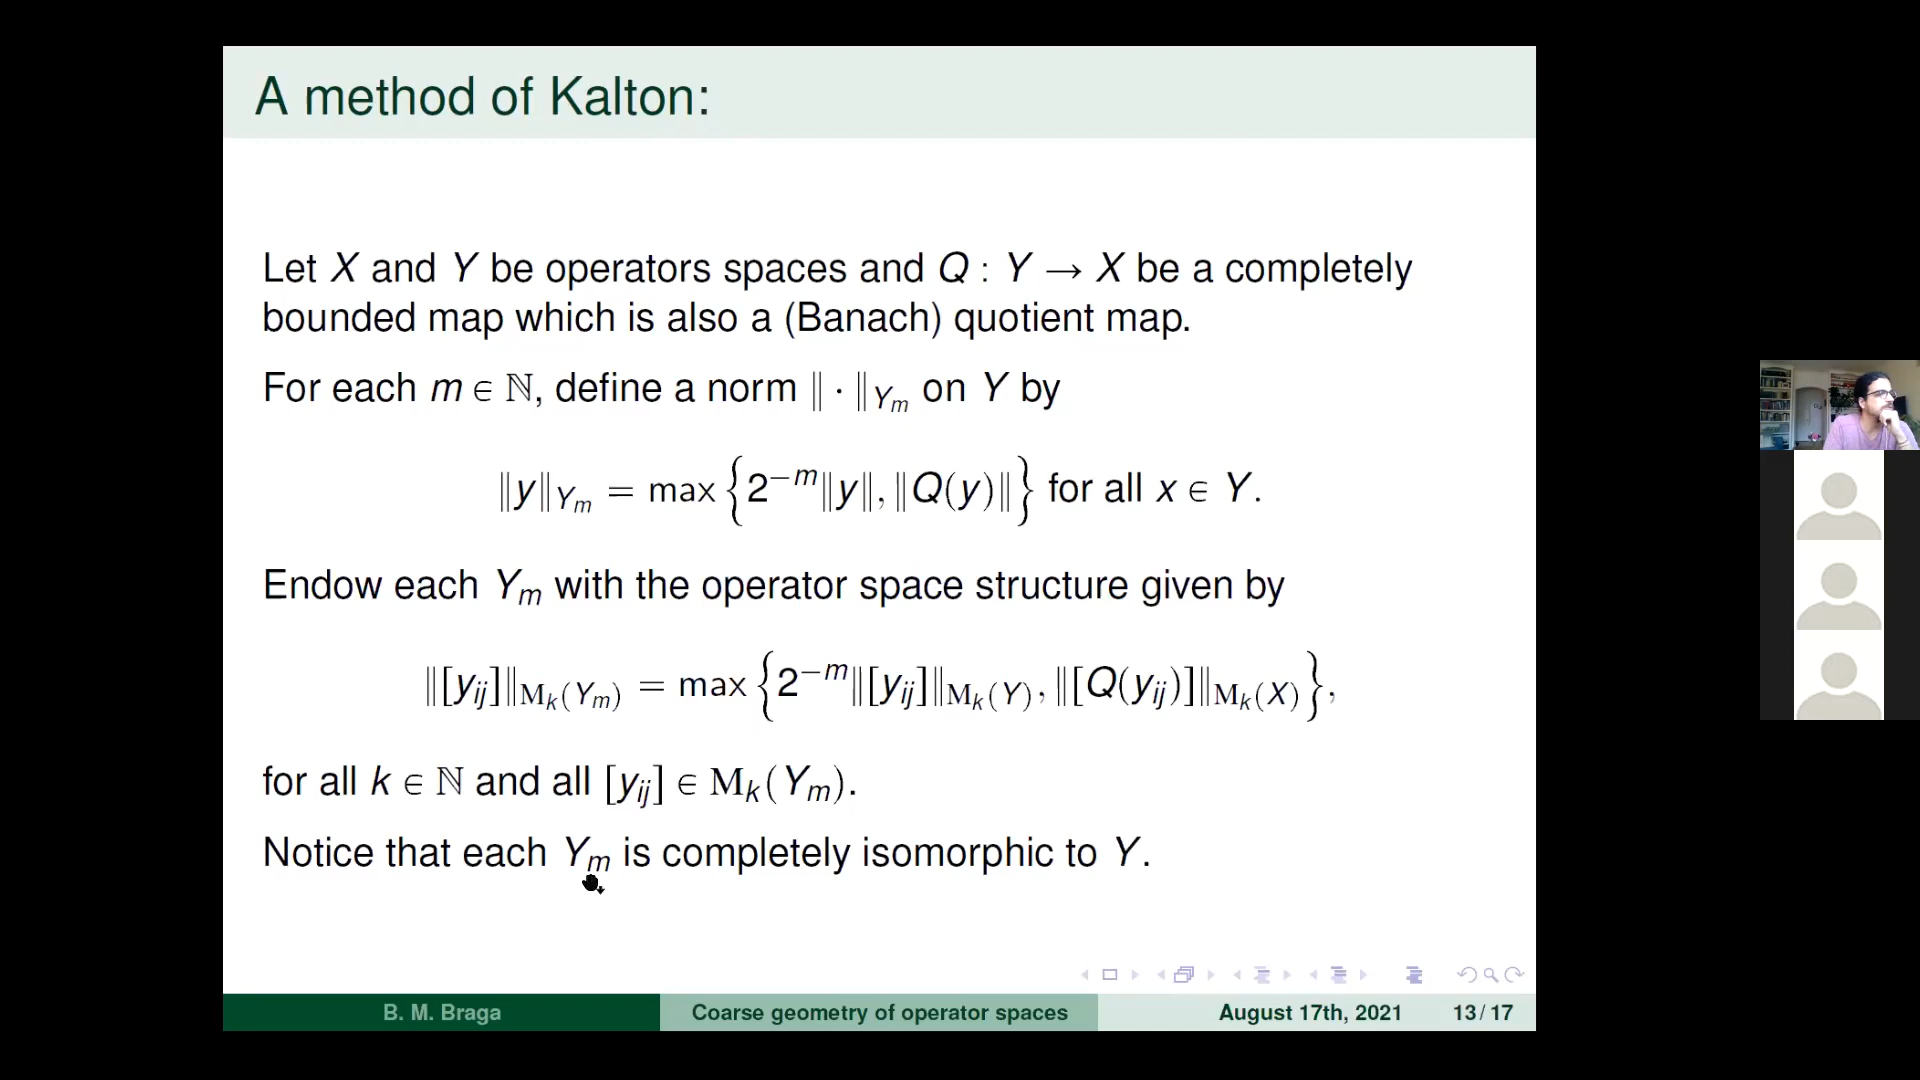 A method of Kalton:
Let X and Y be operators spaces and Q : Y → X be a completely
bounded map which is also a (Banach) quotient map.
For each m ∈ ℕ, define a norm ‖ · ‖_{Y_m} on Y by
‖y‖_{Y_m} = max {2^{−m}‖y‖, ‖Q(y)‖} for all x ∈ Y.
Endow each Y_m with the operator space structure given by
‖[y_{ij}]‖_{M_k(Y_m)} = max {2^{−m}‖[y_{ij}]‖_{M_k(Y)}, ‖[Q(y_{ij})]‖_{M_k(X)}},
for all k ∈ ℕ and all [y_{ij}] ∈ M_k(Y_m).
Notice that each Y_m is completely isomorphic to Y.
B. M. Braga Coarse geometry of operator spaces August 17th, 2021 13 / 17